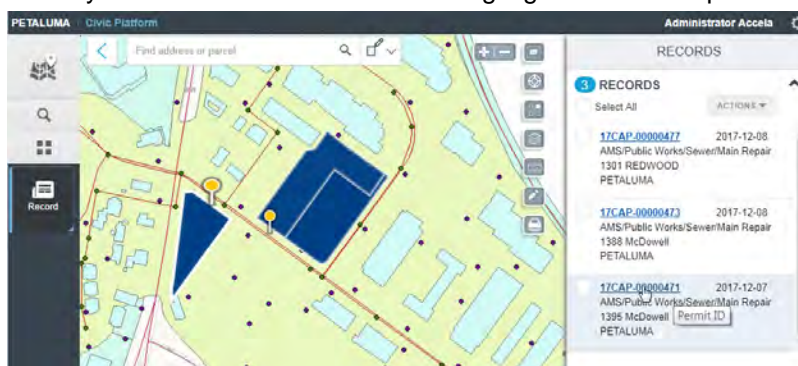 PETALUMA Civic Platform
Administrator Accela
Find address or parcel
Record
RECORDS
3 RECORDS
Select All
ACTIONS
17CAP-00000477 2017-12-08
AMS/Public Works/Sewer/Main Repair
1301 REDWOOD
PETALUMA
17CAP-00000473 2017-12-08
AMS/Public Works/Sewer/Main Repair
1388 McDowell
PETALUMA
17CAP-00000471 2017-12-07
AMS/Public Works/Sewer/Main Repair
1395 McDowell
Permit ID
PETALUMA